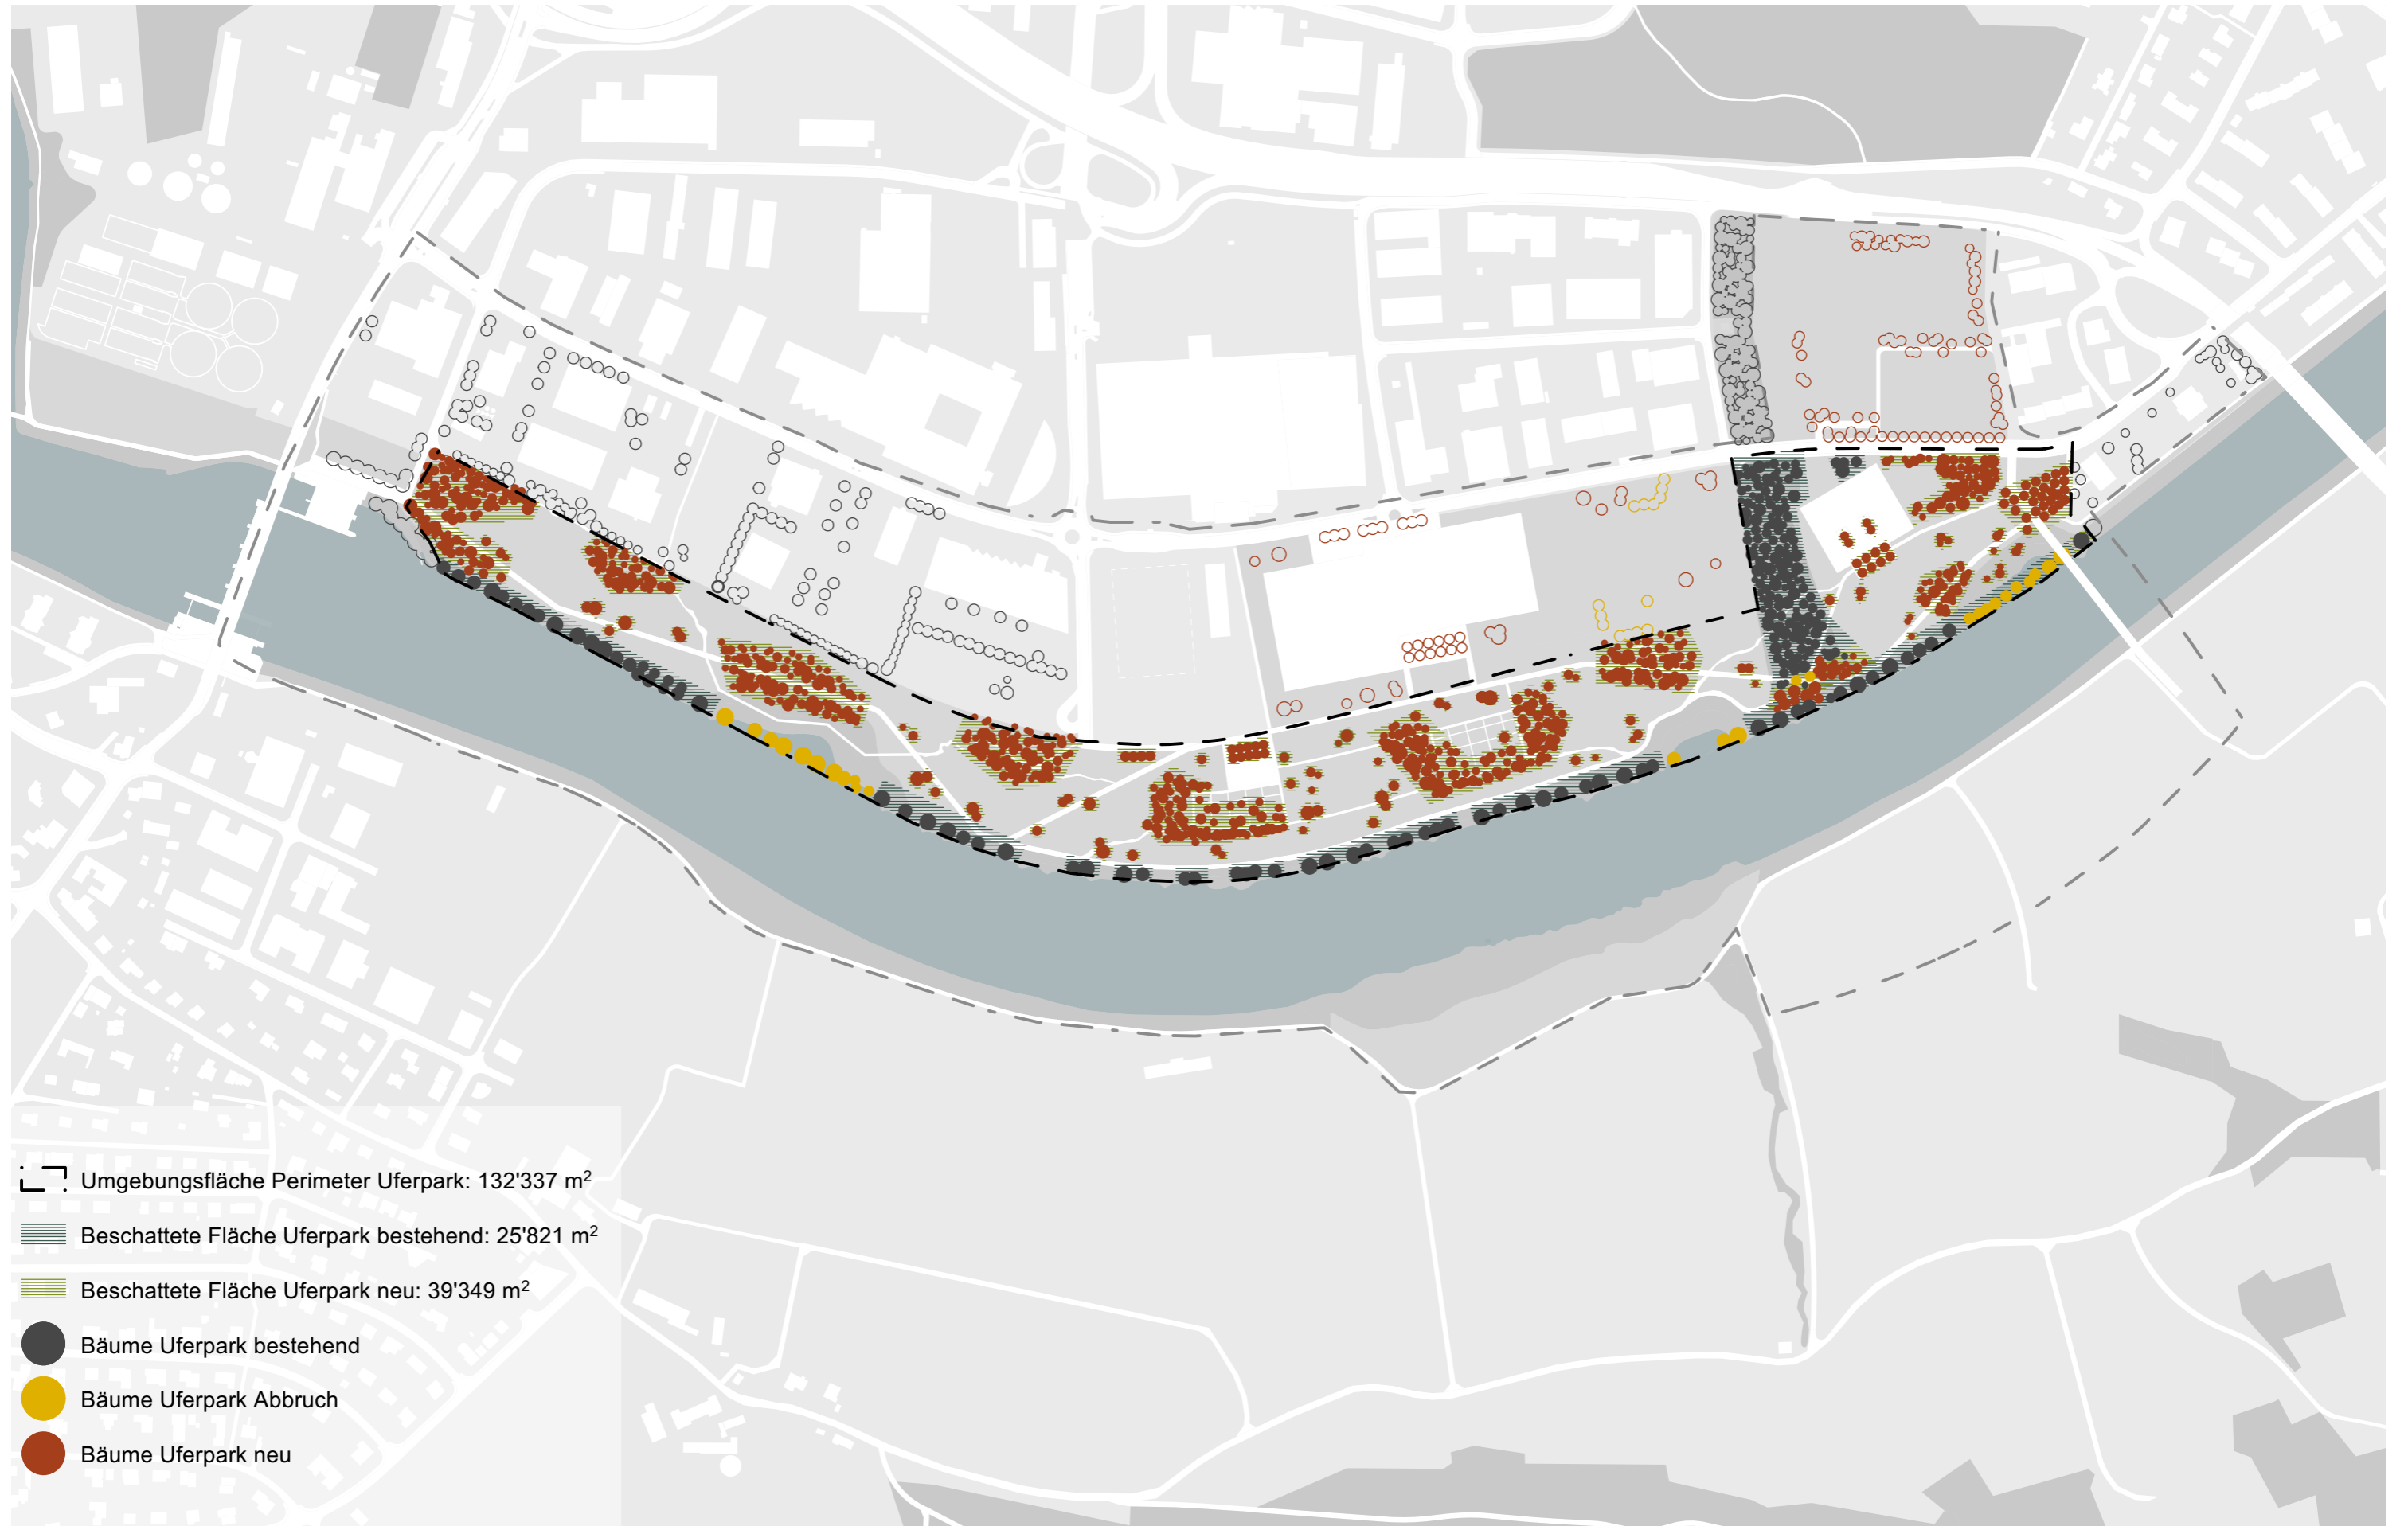 Umgebungsfläche Perimeter Uferpark: 132'337 m²
Beschattete Fläche Uferpark bestehend: 25'821 m²
Beschattete Fläche Uferpark neu: 39'349 m²
Bäume Uferpark bestehend
Bäume Uferpark Abbruch
Bäume Uferpark neu